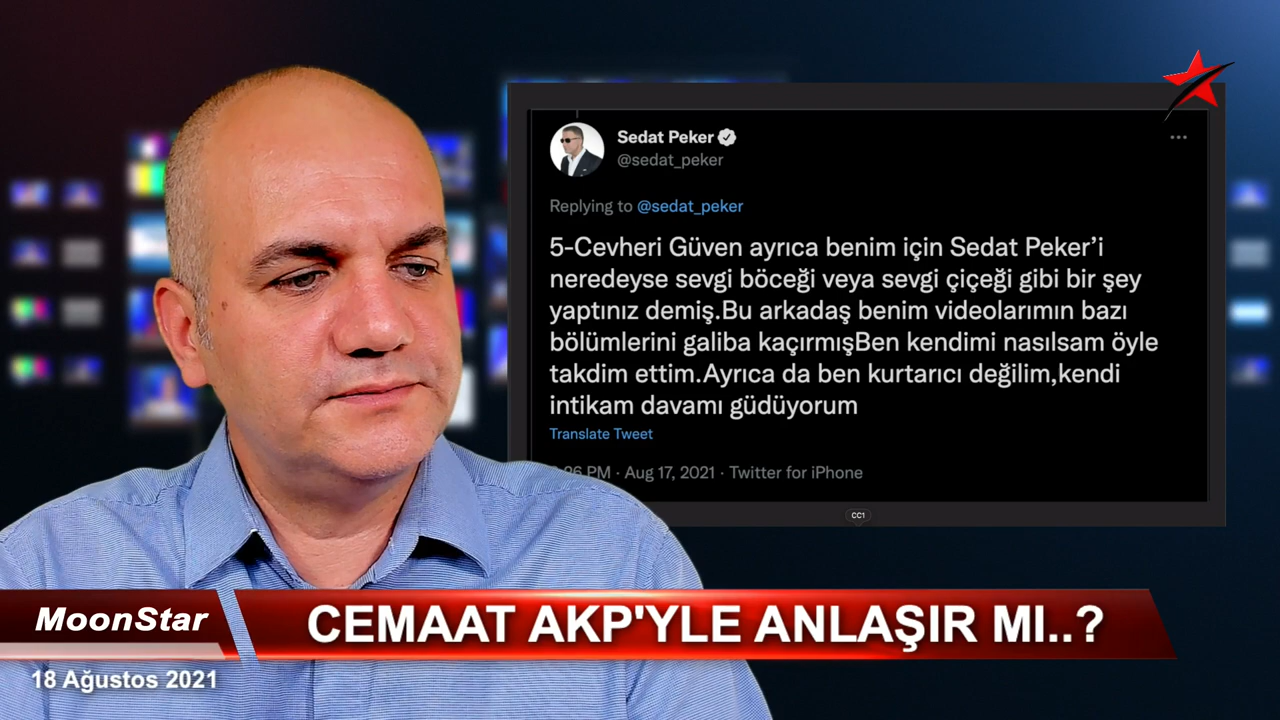 Sedat Peker
@sedat_peker
Replying to @sedat_peker
5-Cevheri Güven ayrıca benim için Sedat Peker’i
neredeyse sevgi böceği veya sevgi çiçeği gibi bir şey
yaptınız demiş.Bu arkadaş benim videolarımın bazı
bölümlerini galiba kaçırmışBen kendimi nasılsam öyle
takdim ettim.Ayrıca da ben kurtarıcı değilim,kendi
intikam davamı güdüyorum
Translate Tweet
PM · Aug 17, 2021 · Twitter for iPhone
CC1
MoonStar
CEMAAT AKP'YLE ANLAŞIR MI..?
18 Ağustos 2021